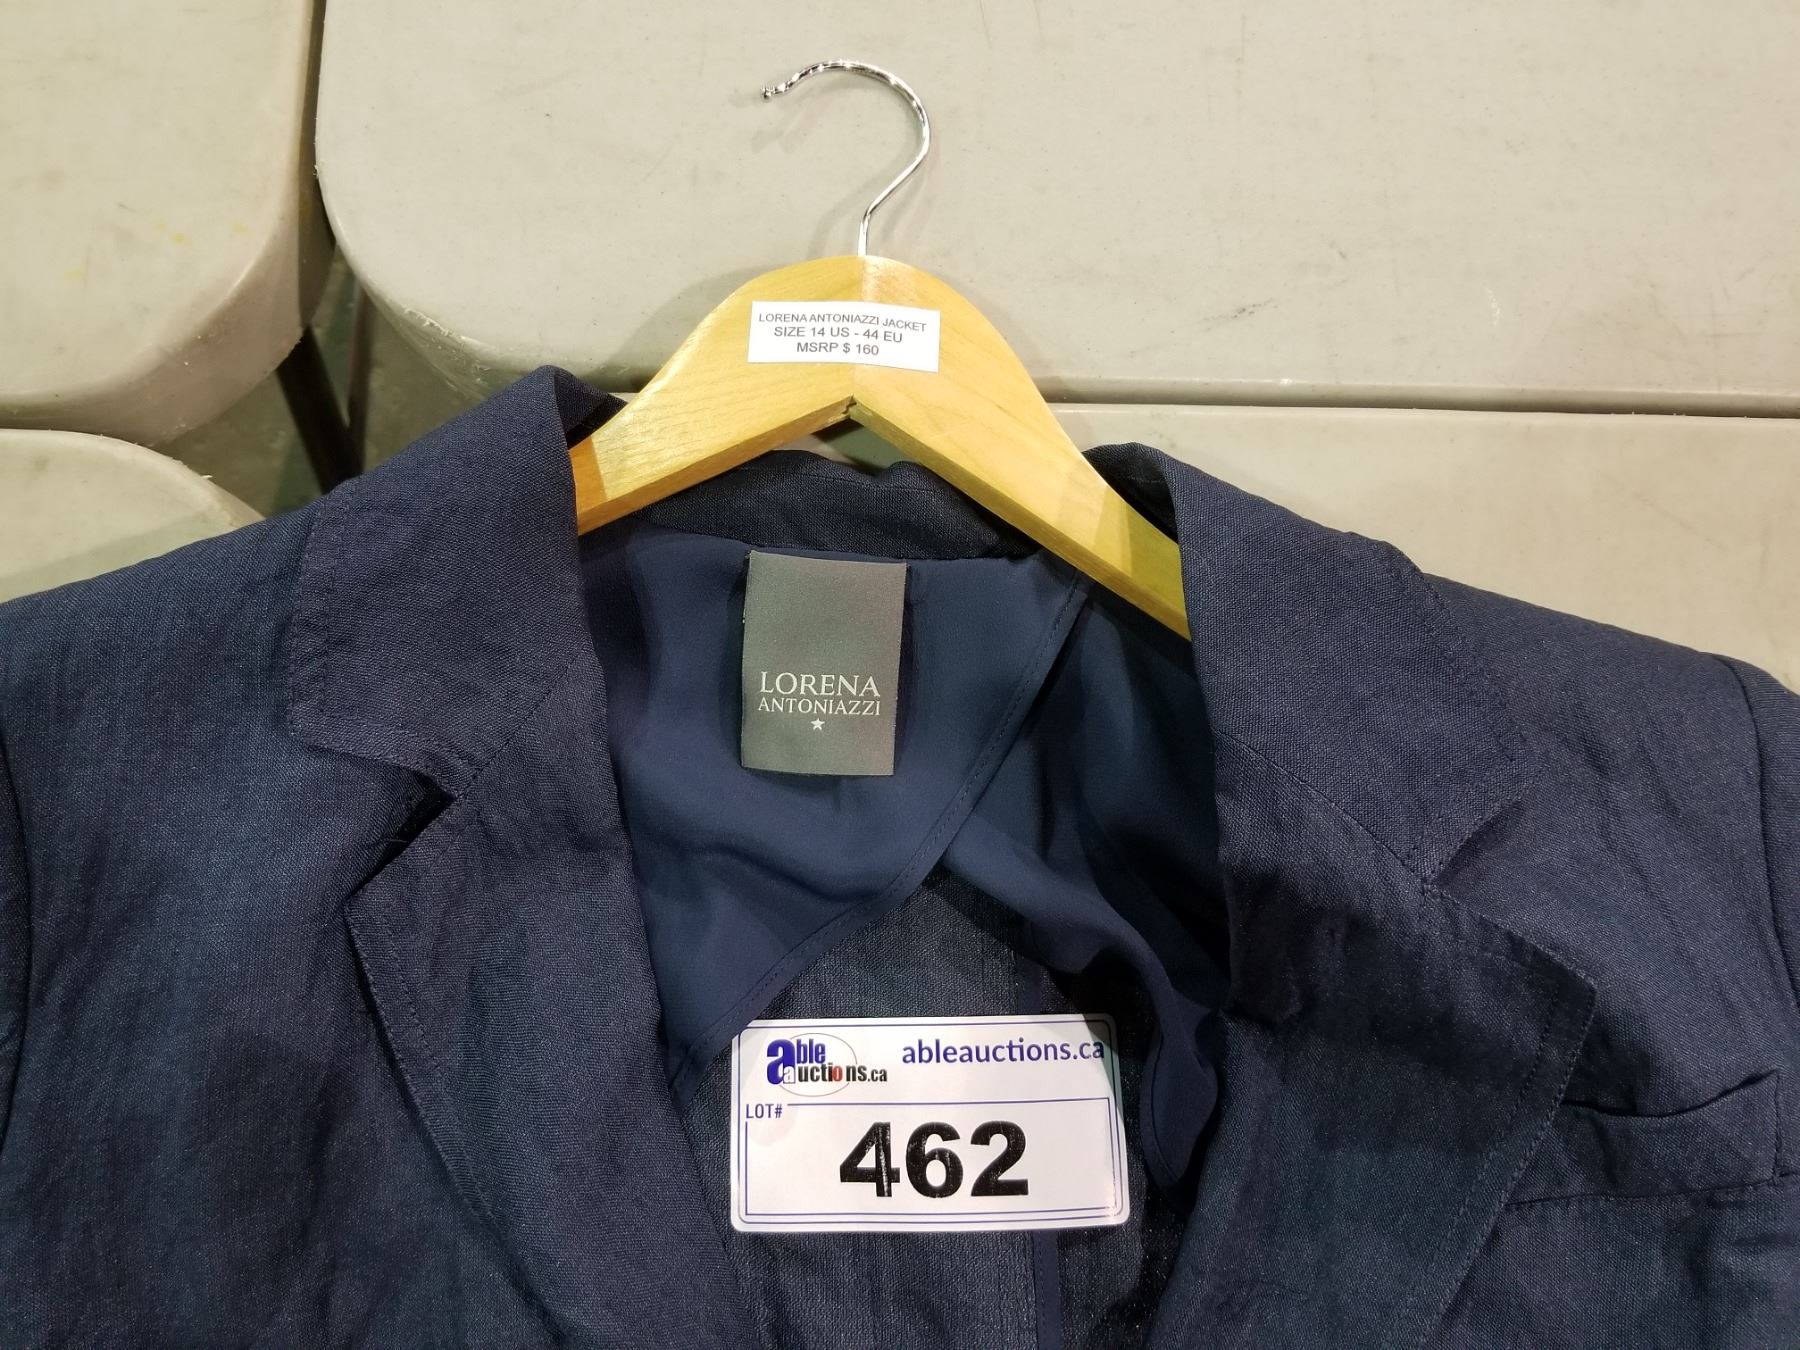 LORENA ANTONIAZZI JACKET
SIZE 14 US - 44 EU
MSRP $ 160
LORENA
ANTONIAZZI
able auctions.ca
ableauctions.ca
LOT#
462